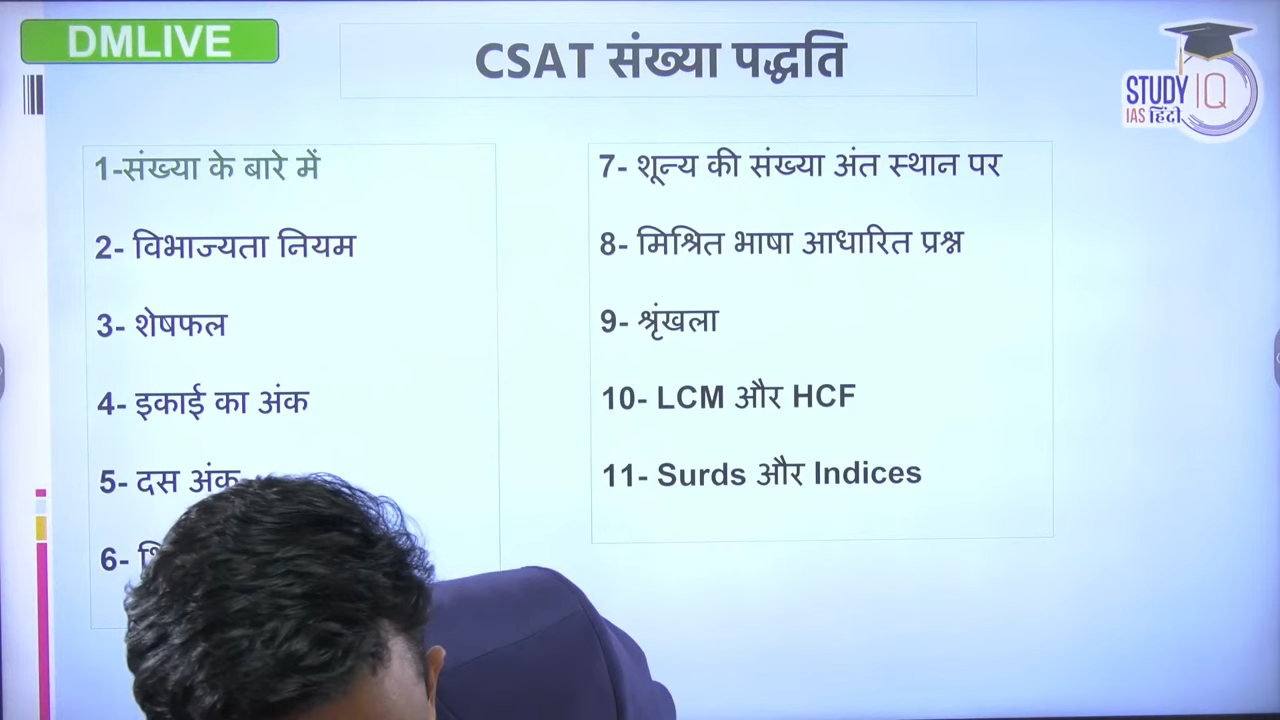 DMLIVE
CSAT संख्या पद्धति
STUDY IQ
IAS हिंदी
1-संख्या के बारे में
2- विभाज्यता नियम
3- शेषफल
4- इकाई का अंक
5- दस अंक
6-
7- शून्य की संख्या अंत स्थान पर
8- मिश्रित भाषा आधारित प्रश्न
9- श्रृंखला
10- LCM और HCF
11- Surds और Indices